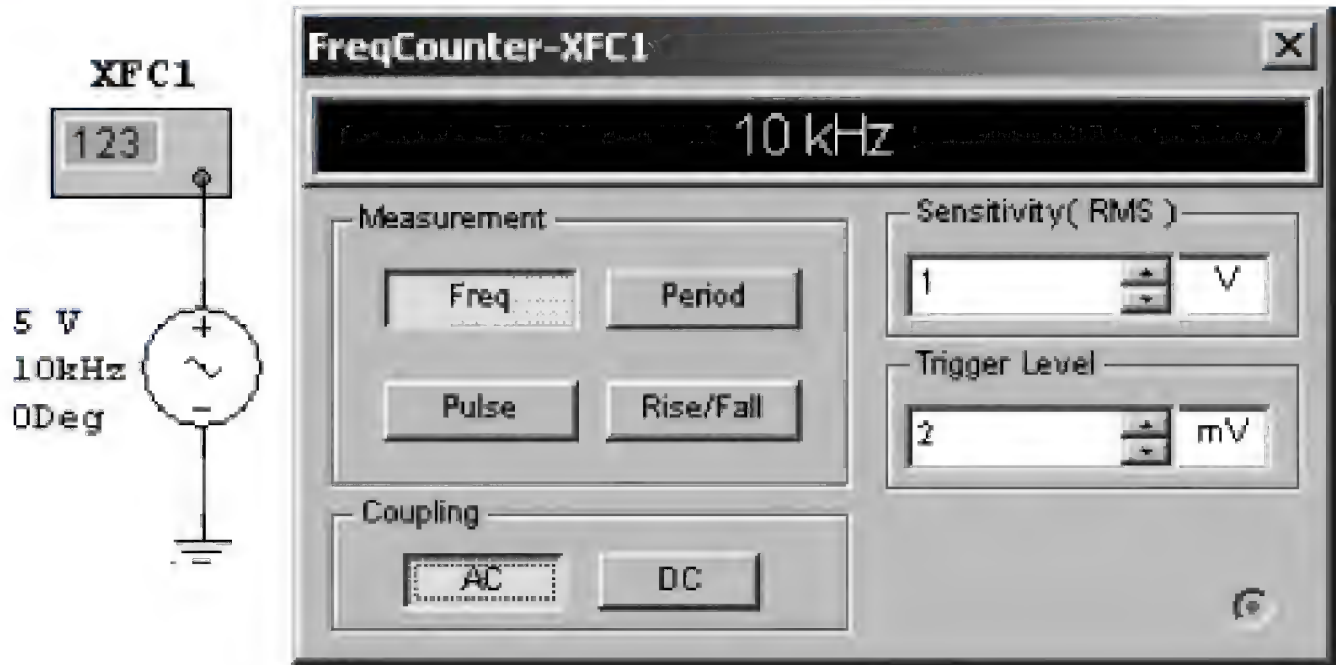 XFC1
123
5 V
10kHz
0Deg
FreqCounter-XFC1
10 kHz
Measurement
Freq
Period
Pulse
Rise/Fall
Coupling
AC
DC
Sensitivity( RMS )
1
V
Trigger Level
2
mV